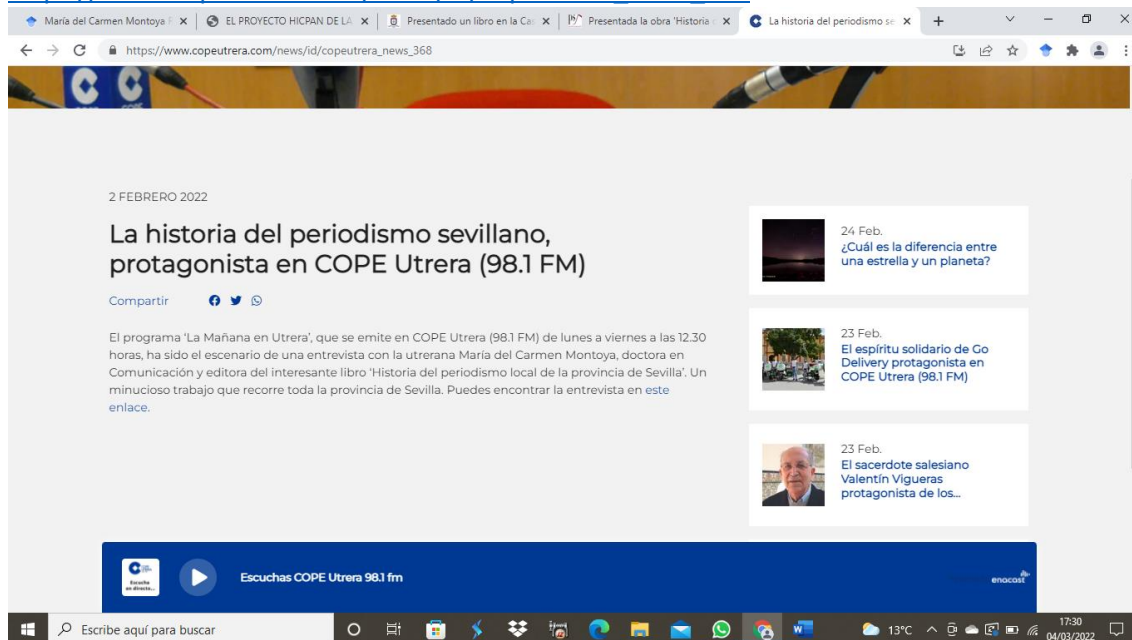 María del Carmen Montoya
EL PROYECTO HICPAN DE LA
Presentado un libro en la Cas
Presentada la obra 'Historia
La historia del periodismo se
https://www.copeutrera.com/news/id/copeutrera_news_368
COPE
2 FEBRERO 2022
La historia del periodismo sevillano,
protagonista en COPE Utrera (98.1 FM)
Compartir
El programa 'La Mañana en Utrera', que se emite en COPE Utrera (98.1 FM) de lunes a viernes a las 12.30
horas, ha sido el escenario de una entrevista con la utrerana María del Carmen Montoya, doctora en
Comunicación y editora del interesante libro 'Historia del periodismo local de la provincia de Sevilla'. Un
minucioso trabajo que recorre toda la provincia de Sevilla. Puedes encontrar la entrevista en este
enlace.
24 Feb.
¿Cuál es la diferencia entre
una estrella y un planeta?
23 Feb.
El espíritu solidario de Go
Delivery protagonista en
COPE Utrera (98.1 FM)
23 Feb.
El sacerdote salesiano
Valentín Vigueras
protagonista de los...
Escucha
en directo...
Escuchas COPE Utrera 98.1 fm
enacast
Escribe aquí para buscar
13°C
17:30
04/03/2022